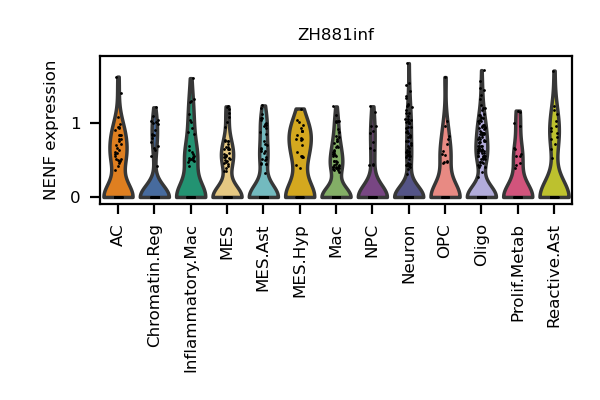 ZH881inf
NENF expression
1
0
AC
Chromatin.Reg
Inflammatory.Mac
MES
MES.Ast
MES.Hyp
Mac
NPC
Neuron
OPC
Oligo
Prolif.Metab
Reactive.Ast